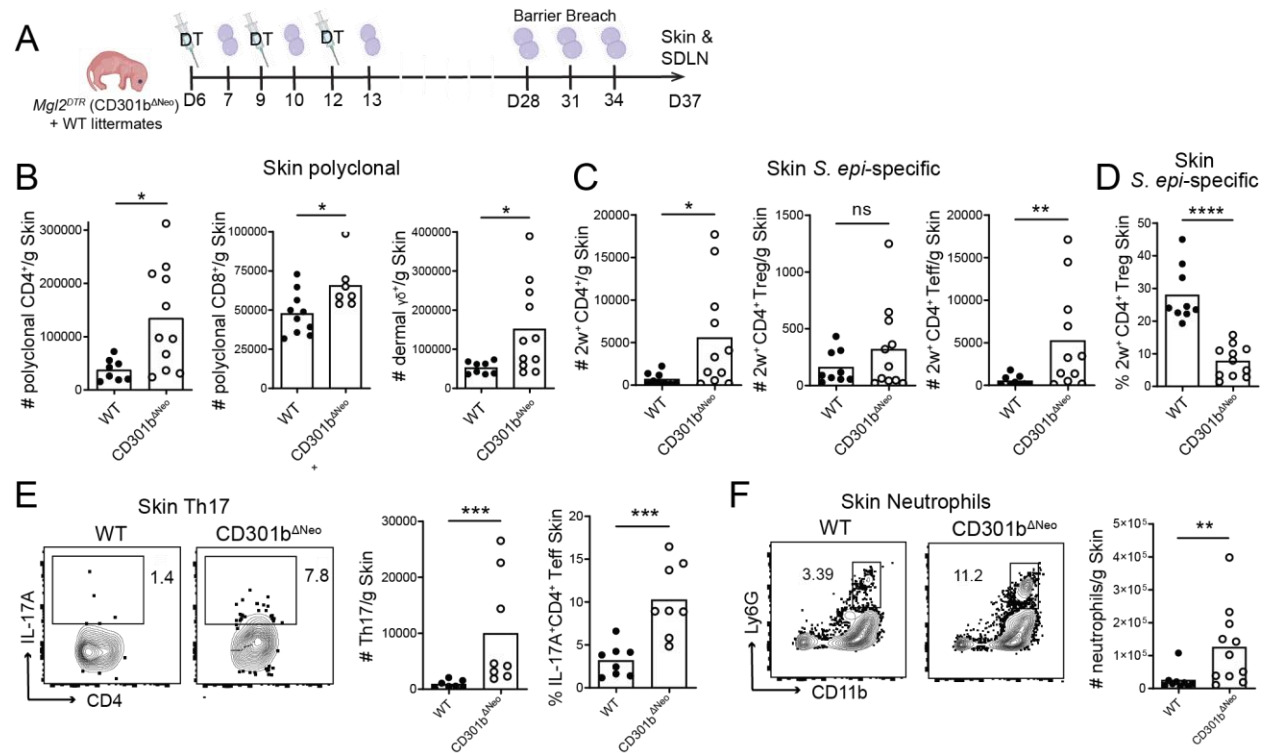 A
DT
DT
DT
Barrier Breach
Skin &
SDLN
Mgl2DTR (CD301bΔNeo)
+ WT littermates
D6 7 9 10 12 13 D28 31 34 D37
B
Skin polyclonal
# polyclonal CD4+/g Skin
300000
200000
100000
0
*
WT
CD301bΔNeo
# polyclonal CD8+/g Skin
100000
75000
50000
25000
0
*
WT
CD301bΔNeo
+
# dermal γδ+/g Skin
400000
300000
200000
100000
0
*
WT
CD301bΔNeo
C
Skin S. epi-specific
# 2w+ CD4+/g Skin
20000
15000
10000
5000
0
*
WT
CD301bΔNeo
# 2w+ CD4+ Treg/g Skin
1500
1000
500
0
ns
WT
CD301bΔNeo
# 2w+ CD4+ Teff/g Skin
20000
15000
10000
5000
0
**
WT
CD301bΔNeo
D
Skin
S. epi-specific
% 2w+ CD4+ Treg Skin
50
40
30
20
10
0
****
WT
CD301bΔNeo
E
Skin Th17
WT
CD301bΔNeo
1.4
7.8
IL-17A
CD4
# Th17/g Skin
30000
20000
10000
0
***
WT
CD301bΔNeo
% IL-17A+CD4+ Teff Skin
20
15
10
5
0
***
WT
CD301bΔNeo
F
Skin Neutrophils
WT
CD301bΔNeo
3.39
11.2
Ly6G
CD11b
# neutrophils/g Skin
5×10⁵
4×10⁵
3×10⁵
2×10⁵
1×10⁵
0
**
WT
CD301bΔNeo